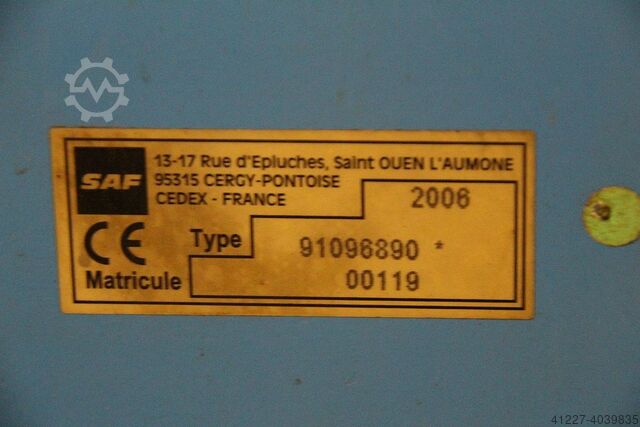 13-17 Rue d'Epluches, Saint OUEN L'AUMONE
SAF
95315 CERGY-PONTOISE
CEDEX - FRANCE
2006
CE
Type
91096890 *
Matricule
00119
41227-4039835